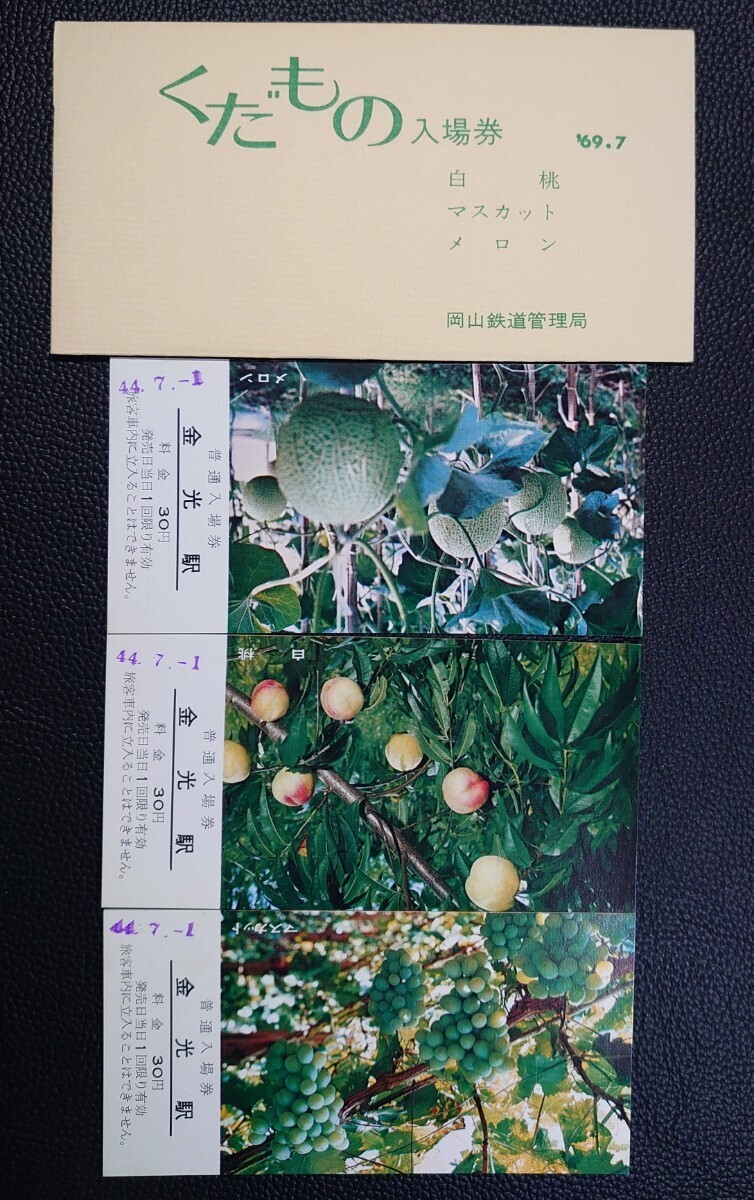 くだもの入場券 '69.7
白桃
マスカット
メロン
岡山鉄道管理局
メロン
44. 7. -1
普通入場券
金光駅
料金 30円
発売日当日1回限り有効
旅客車内に立入ることはできません。
白桃
44. 7. -1
普通入場券
金光駅
料金 30円
発売日当日1回限り有効
旅客車内に立入ることはできません。
マスカット
44. 7. -1
普通入場券
金光駅
料金 30円
発売日当日1回限り有効
旅客車内に立入ることはできません。